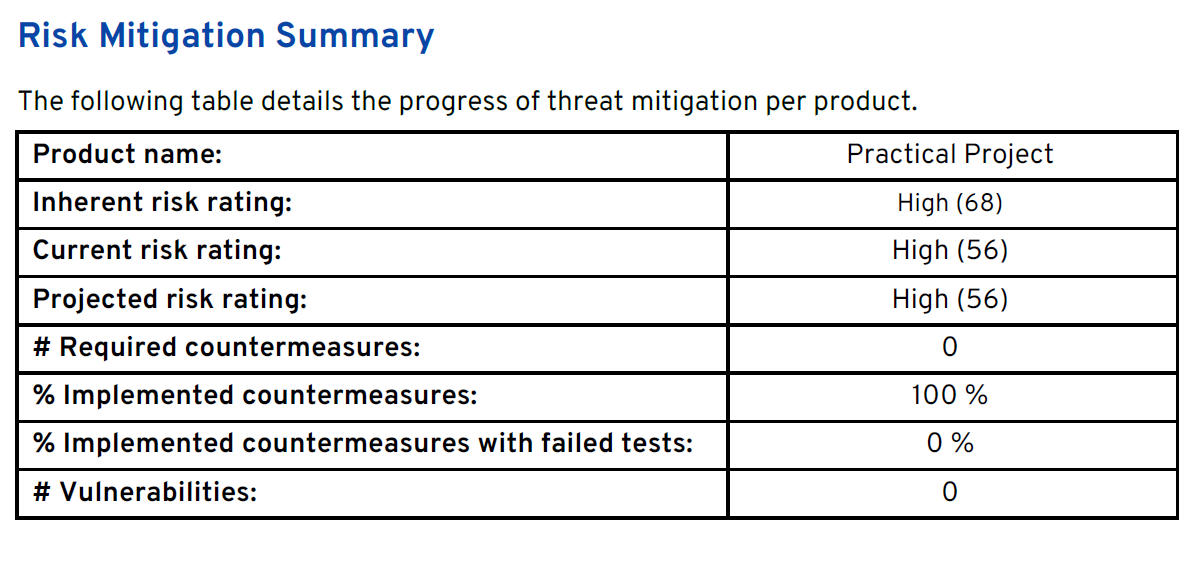 Risk Mitigation Summary
The following table details the progress of threat mitigation per product.
Product name: Practical Project
Inherent risk rating: High (68)
Current risk rating: High (56)
Projected risk rating: High (56)
# Required countermeasures: 0
% Implemented countermeasures: 100 %
% Implemented countermeasures with failed tests: 0 %
# Vulnerabilities: 0